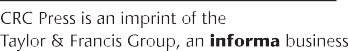 CRC Press is an imprint of the
Taylor & Francis Group, an informa business